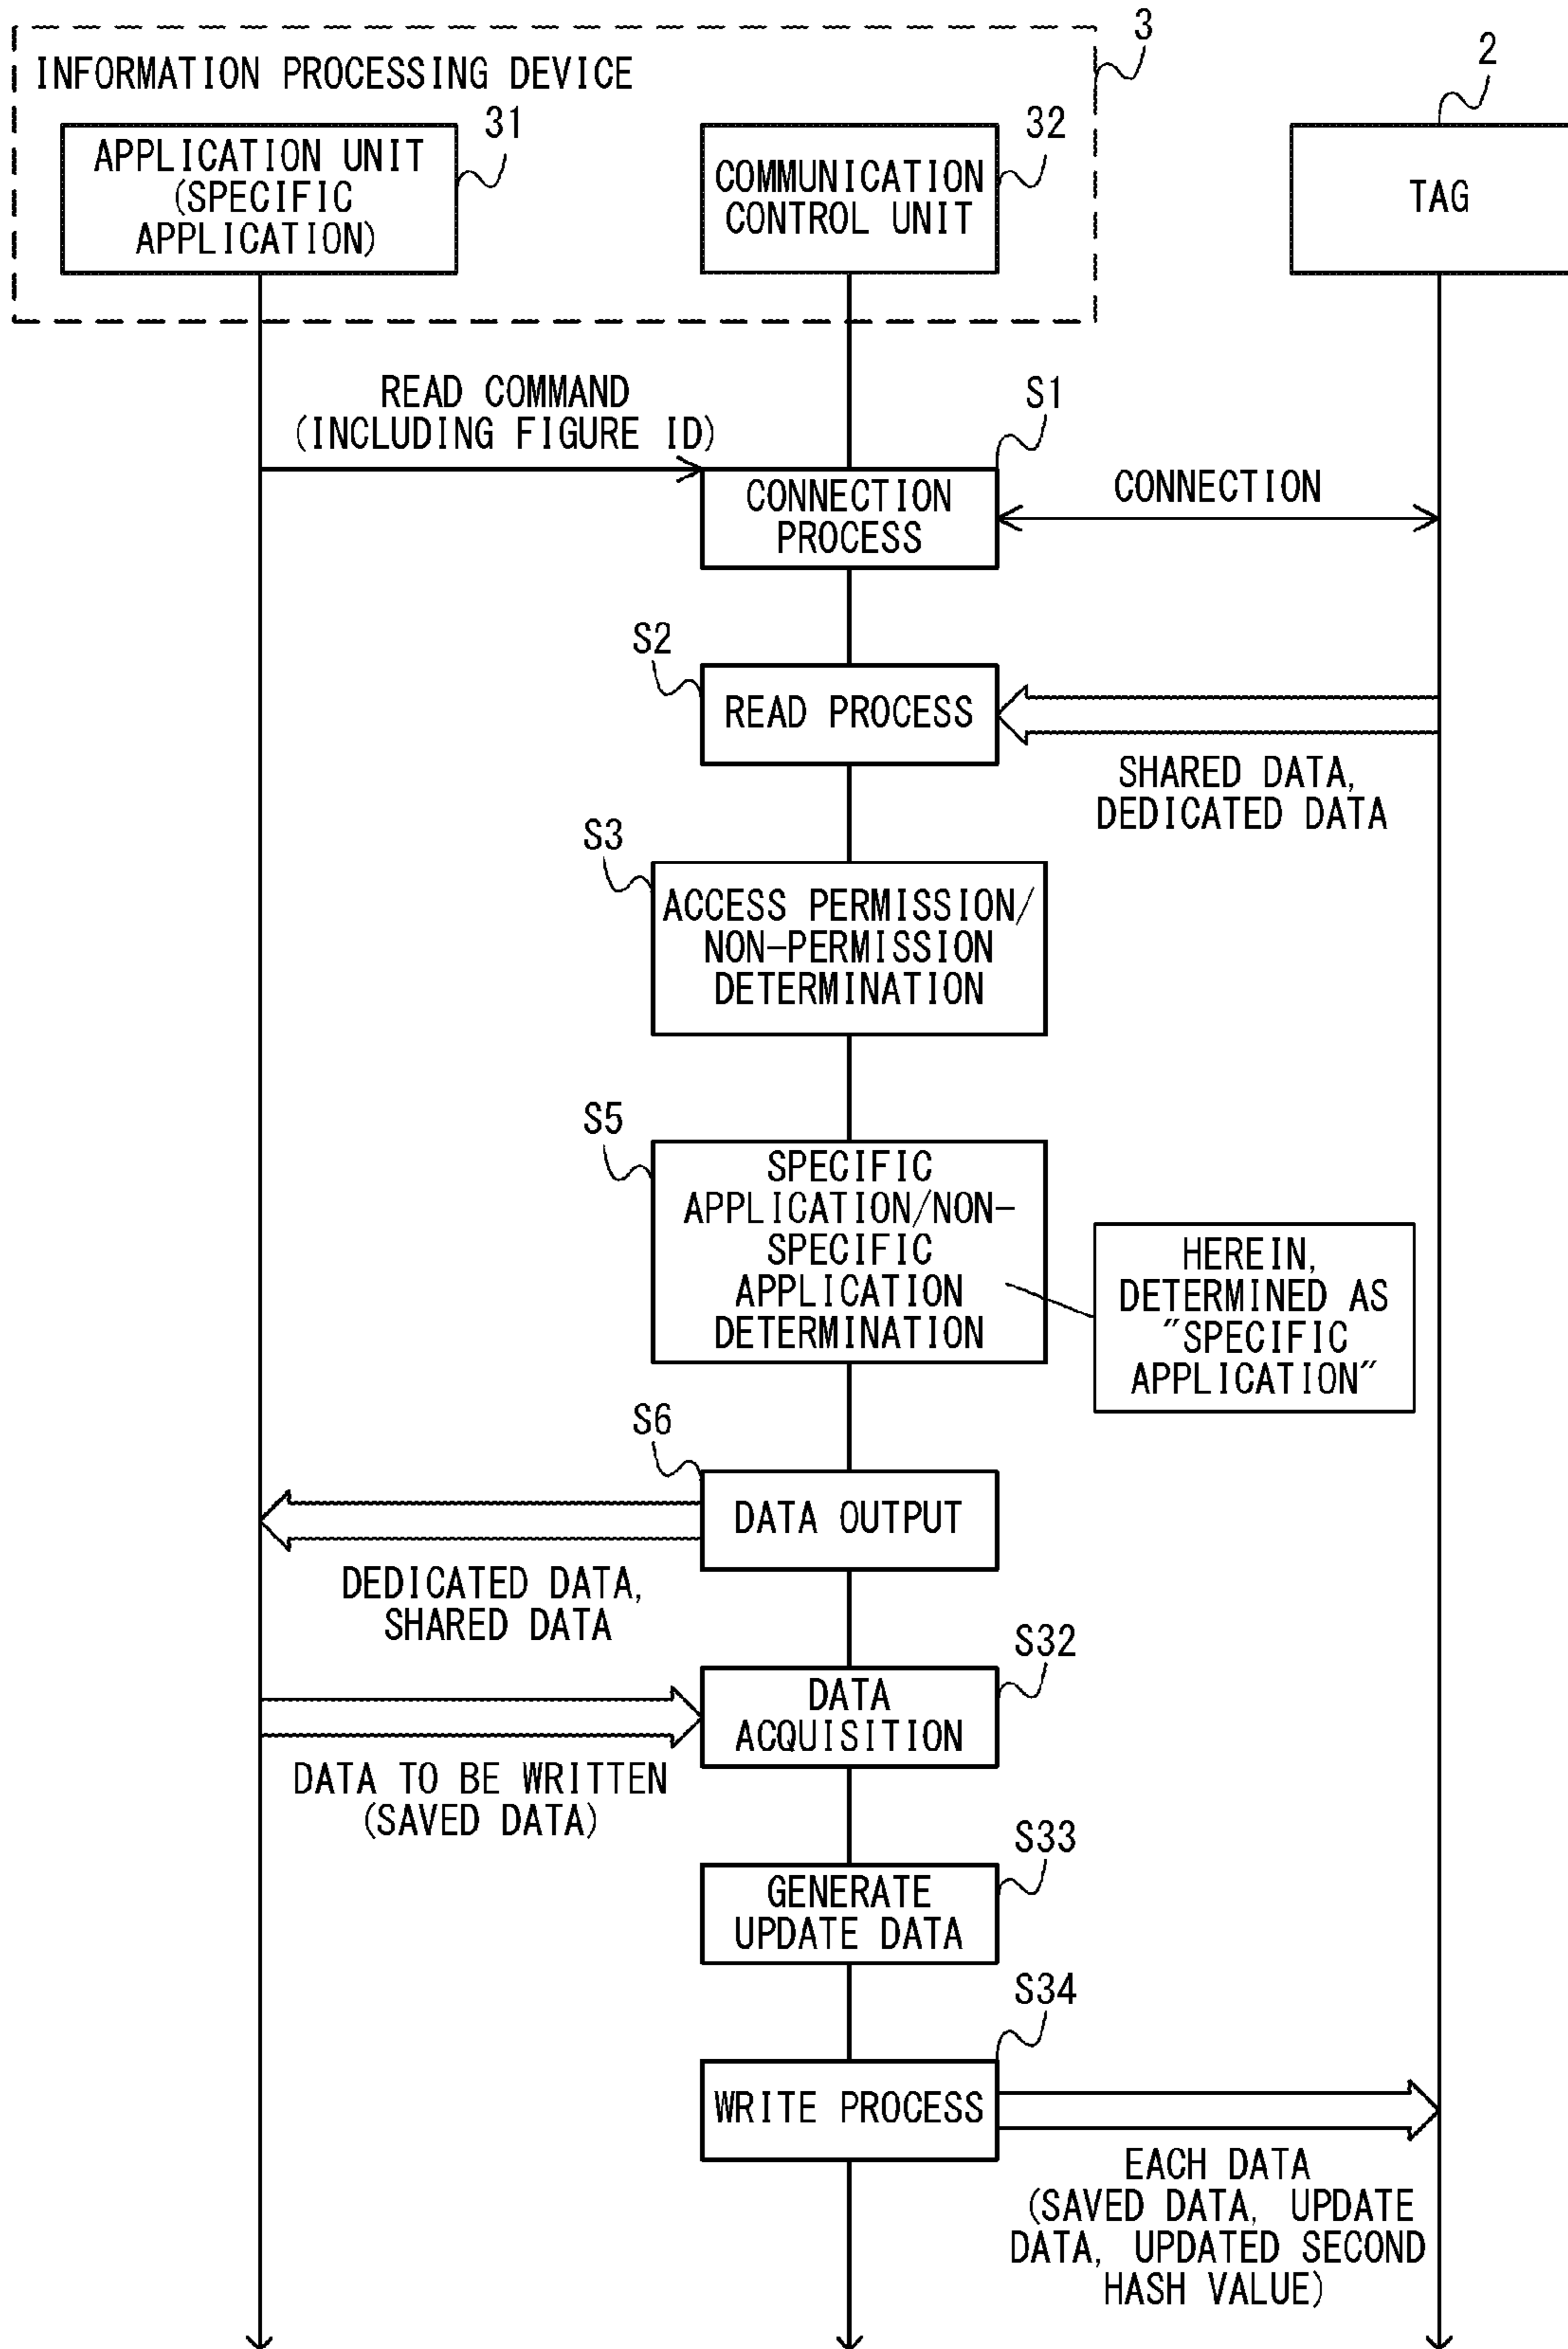 3
INFORMATION PROCESSING DEVICE
2
31
32
APPLICATION UNIT
(SPECIFIC
APPLICATION)
COMMUNICATION
CONTROL UNIT
TAG
READ COMMAND
(INCLUDING FIGURE ID)
S1
CONNECTION
PROCESS
CONNECTION
S2
READ PROCESS
SHARED DATA,
DEDICATED DATA
S3
ACCESS PERMISSION/
NON-PERMISSION
DETERMINATION
S5
SPECIFIC
APPLICATION/NON-
SPECIFIC
APPLICATION
DETERMINATION
HEREIN,
DETERMINED AS
"SPECIFIC
APPLICATION"
S6
DATA OUTPUT
DEDICATED DATA,
SHARED DATA
S32
DATA
ACQUISITION
DATA TO BE WRITTEN
(SAVED DATA)
S33
GENERATE
UPDATE DATA
S34
WRITE PROCESS
EACH DATA
(SAVED DATA, UPDATE
DATA, UPDATED SECOND
HASH VALUE)